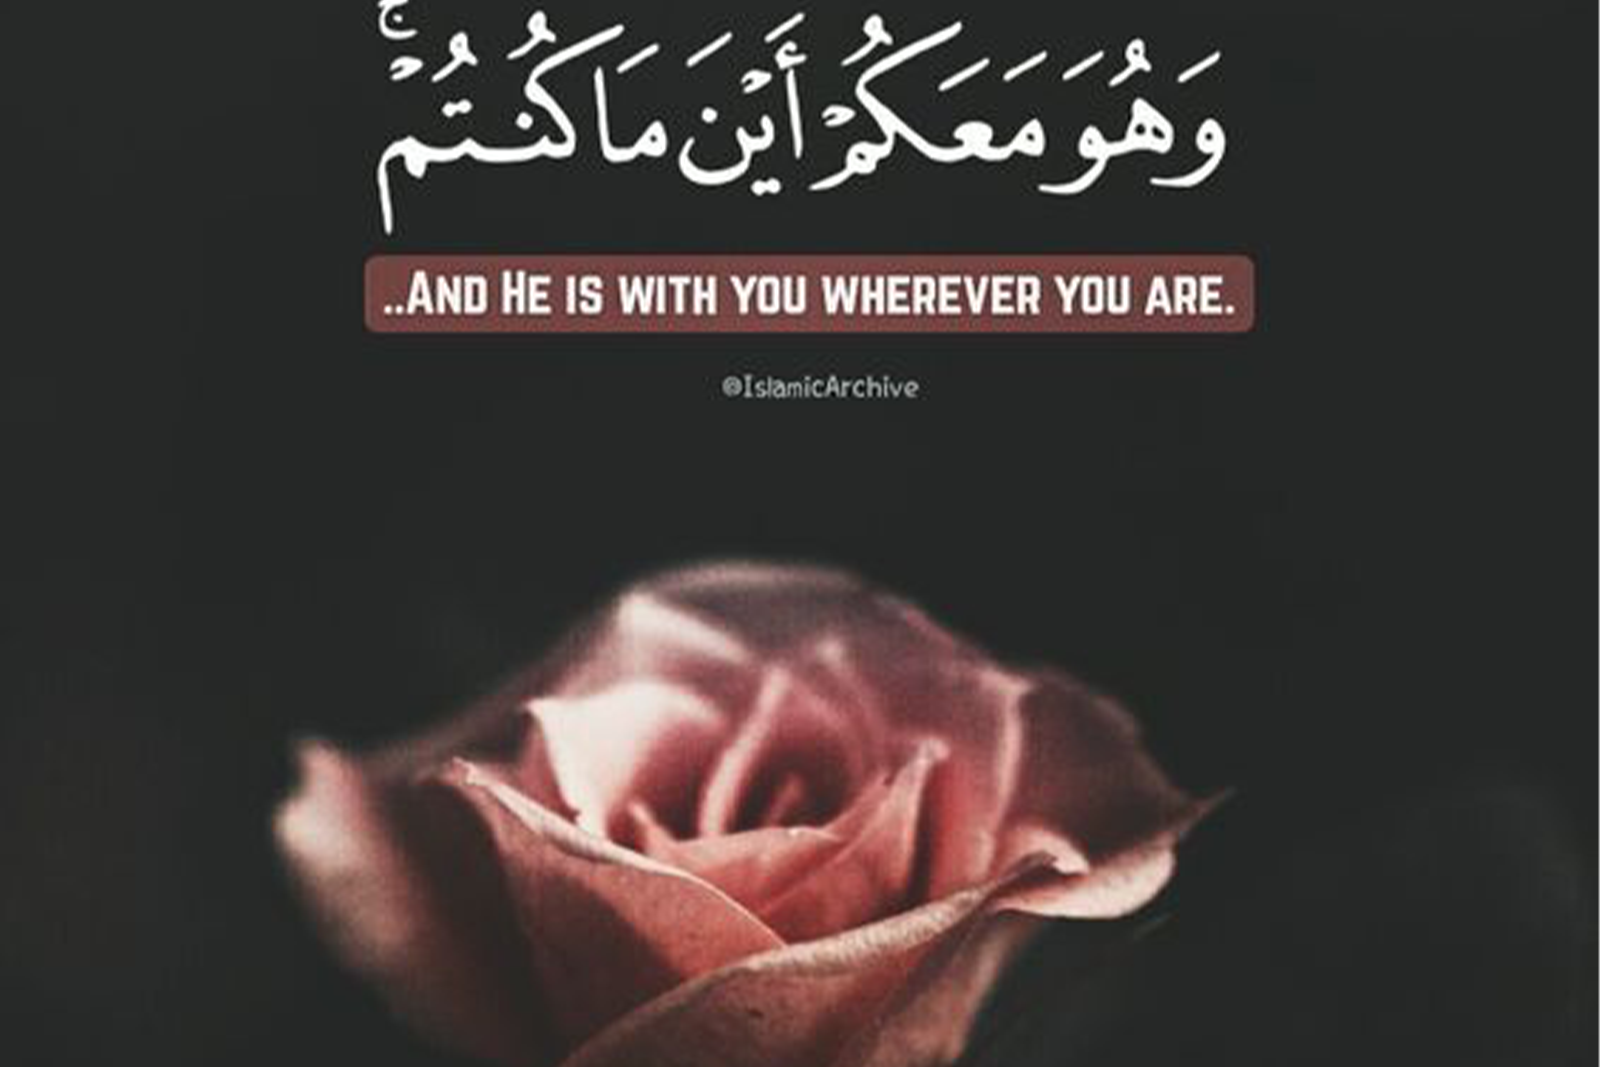 وَهُوَ مَعَكُمْ أَيْنَ مَا كُنتُمْ ۚ
..And He is with you wherever you are.
@IslamicArchive